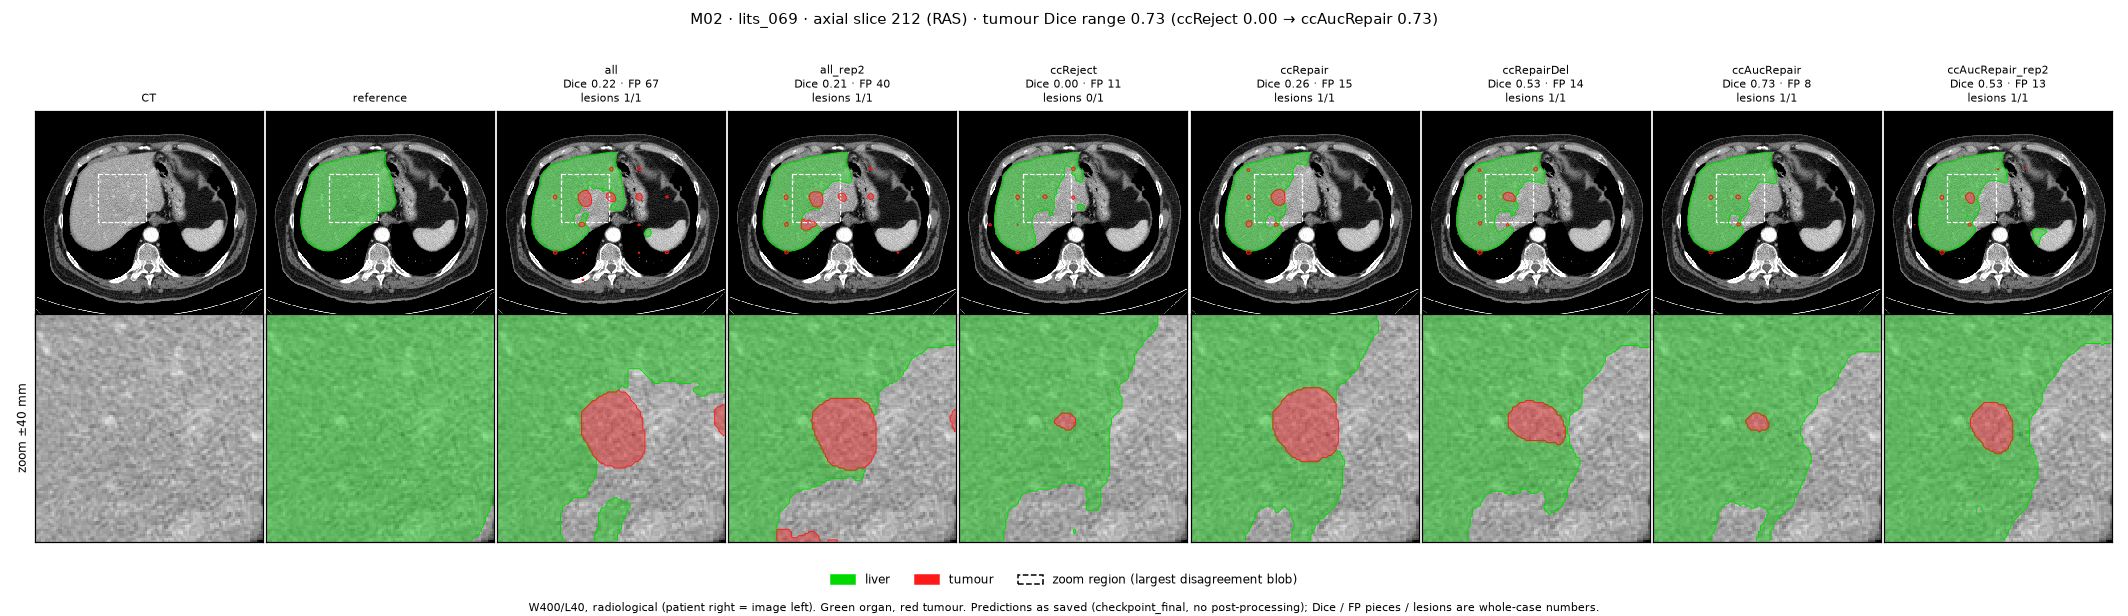 M02 · lits_069 · axial slice 212 (RAS) · tumour Dice range 0.73 (ccReject 0.00 → ccAucRepair 0.73)
CT
reference
all
Dice 0.22 · FP 67
lesions 1/1
all_rep2
Dice 0.21 · FP 40
lesions 1/1
ccReject
Dice 0.00 · FP 11
lesions 0/1
ccRepair
Dice 0.26 · FP 15
lesions 1/1
ccRepairDel
Dice 0.53 · FP 14
lesions 1/1
ccAucRepair
Dice 0.73 · FP 8
lesions 1/1
ccAucRepair_rep2
Dice 0.53 · FP 13
lesions 1/1
zoom ±40 mm
liver
tumour
zoom region (largest disagreement blob)
W400/L40, radiological (patient right = image left). Green organ, red tumour. Predictions as saved (checkpoint_final, no post-processing); Dice / FP pieces / lesions are whole-case numbers.